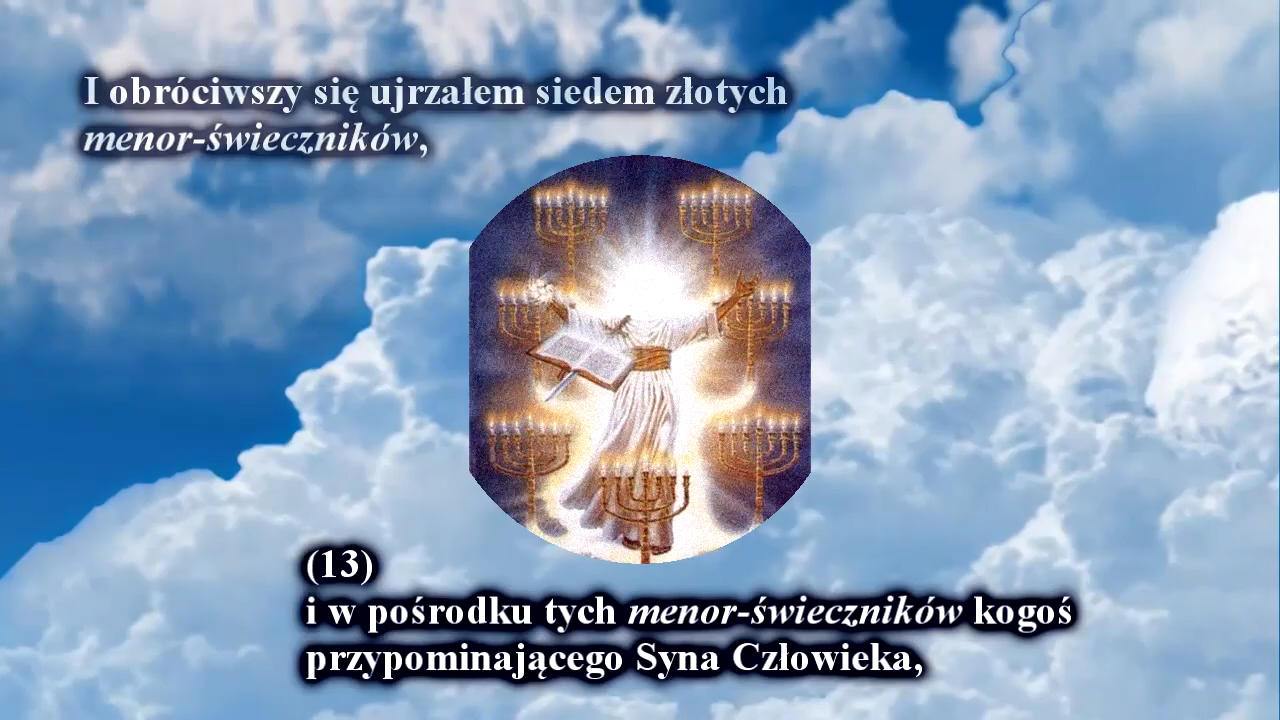 I obróciwszy się ujrzałem siedem złotych
menor-świeczników,
(13)
i w pośrodku tych menor-świeczników kogoś
przypominającego Syna Człowieka,